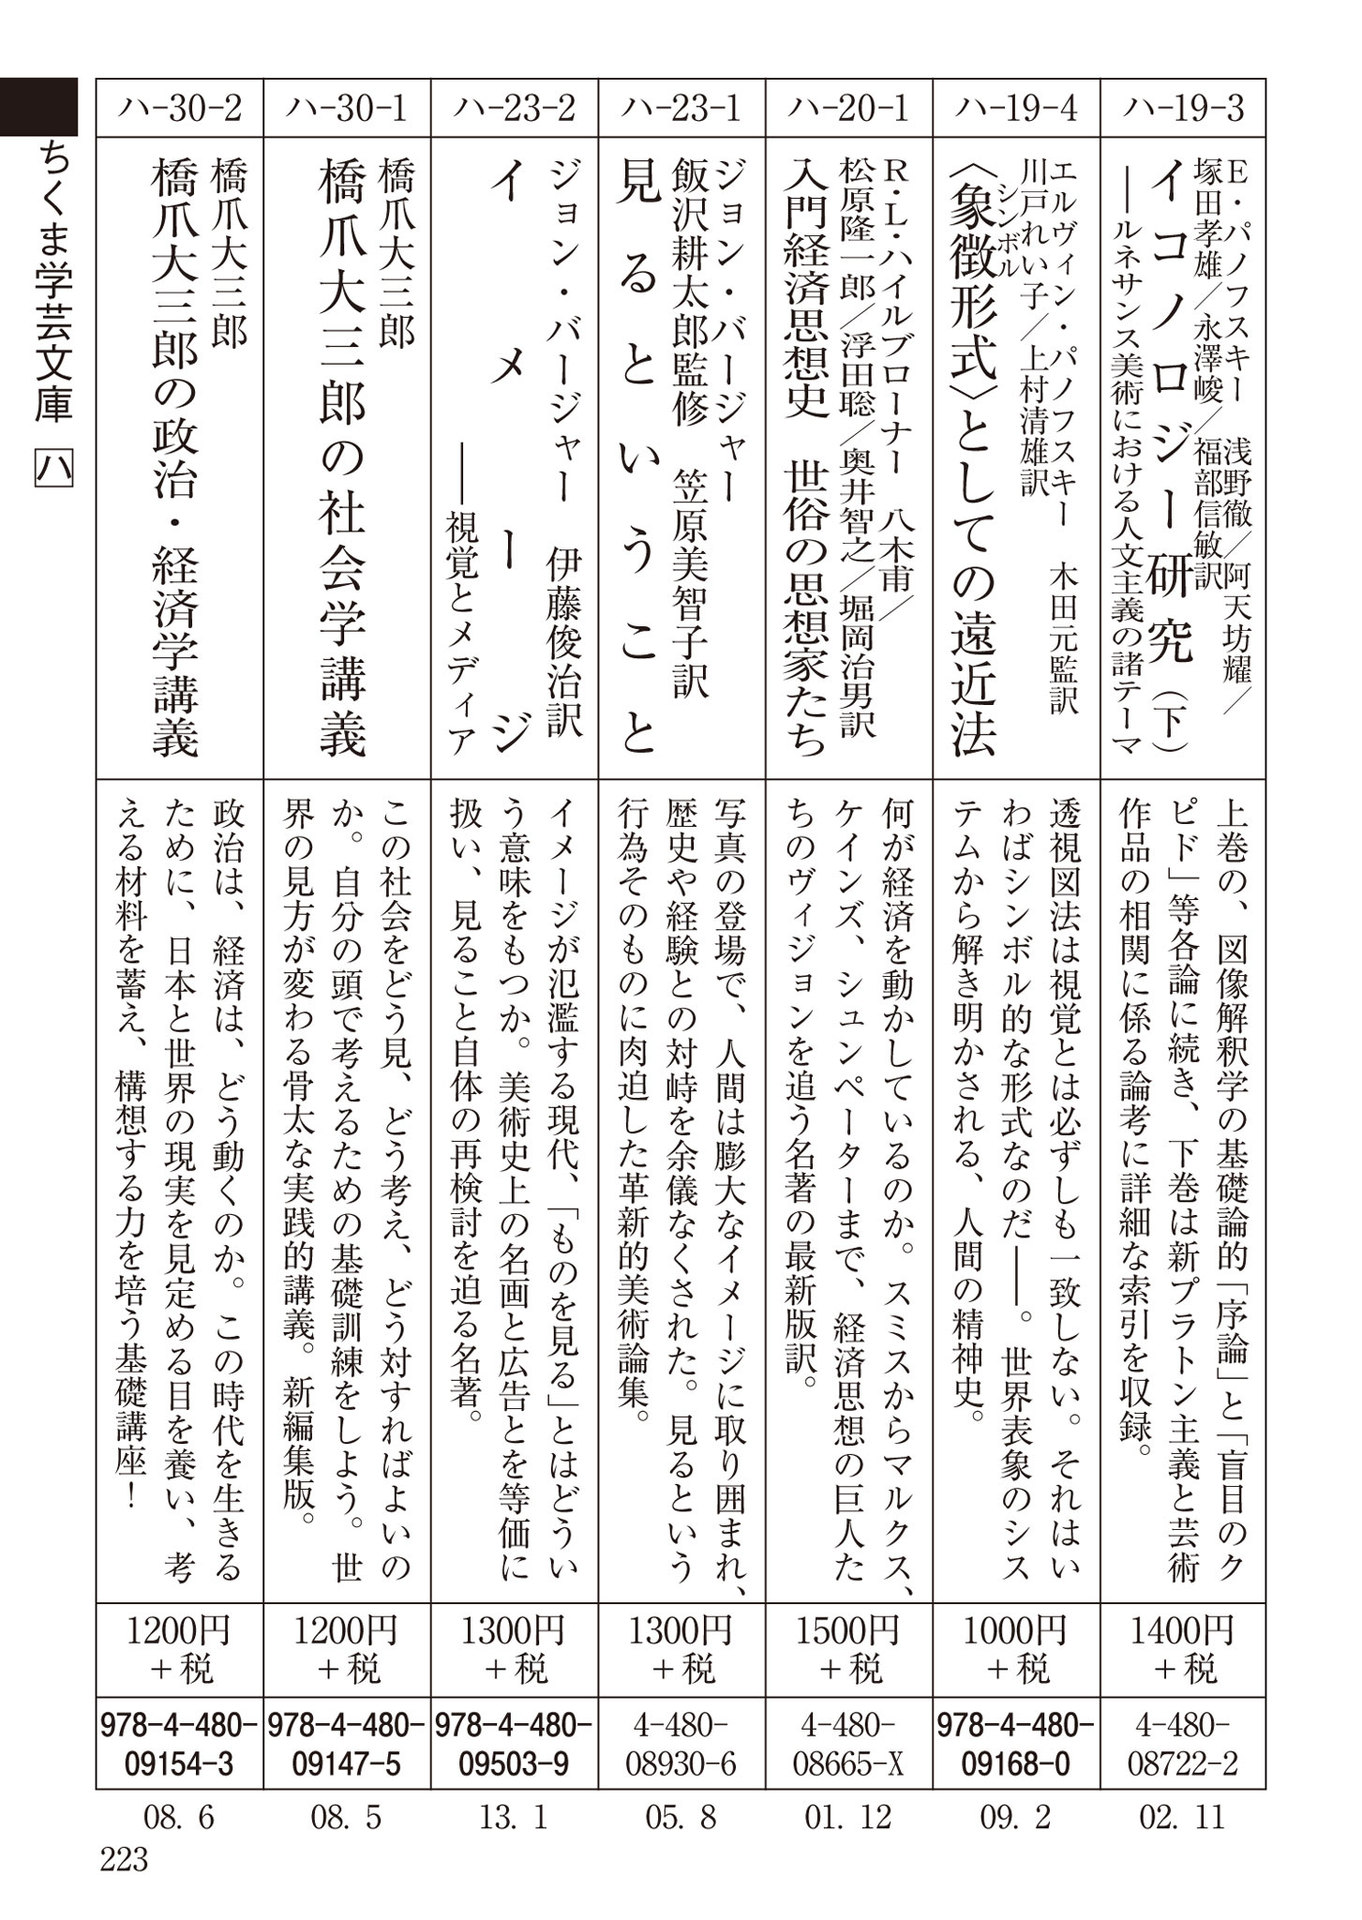 ハ-19-3
E・パノフスキー　浅野徹／阿天坊耀／
塚田孝雄／永澤峻／福部信敏訳
イコノロジー研究（下）
――ルネサンス美術における人文主義の諸テーマ
上巻の、図像解釈学の基礎論的「序論」と「盲目のク
ピド」等各論に続き、下巻は新プラトン主義と芸術
作品の相関に係る論考に詳細な索引を収録。
1400円
＋税
4-480-
08722-2
02. 11
ハ-19-4
エルヴィン・パノフスキー　木田元監訳
川戸れい子／上村清雄訳
シンボル
〈象徴形式〉としての遠近法
透視図法は視覚とは必ずしも一致しない。それはい
わばシンボル的な形式なのだ――。世界表象のシス
テムから解き明かされる、人間の精神史。
1000円
＋税
978-4-480-
09168-0
09. 2
ハ-20-1
R・L・ハイルブローナー　八木甫／
松原隆一郎／浮田聡／奥井智之／堀岡治男訳
入門経済思想史　世俗の思想家たち
何が経済を動かしているのか。スミスからマルクス、
ケインズ、シュンペーターまで、経済思想の巨人た
ちのヴィジョンを追う名著の最新版訳。
1500円
＋税
4-480-
08665-X
01. 12
ハ-23-1
ジョン・バージャー
飯沢耕太郎監修　笠原美智子訳
見るということ
写真の登場で、人間は膨大なイメージに取り囲まれ、
歴史や経験との対峙を余儀なくされた。見るという
行為そのものに肉迫した革新的美術論集。
1300円
＋税
4-480-
08930-6
05. 8
ハ-23-2
ジョン・バージャー　伊藤俊治訳
イメージ
――視覚とメディア
イメージが氾濫する現代、「ものを見る」とはどうい
う意味をもつか。美術史上の名画と広告とを等価に
扱い、見ること自体の再検討を迫る名著。
1300円
＋税
978-4-480-
09503-9
13. 1
ハ-30-1
橋爪大三郎
橋爪大三郎の社会学講義
この社会をどう見、どう考え、どう対すればよいの
か。自分の頭で考えるための基礎訓練をしよう。世
界の見方が変わる骨太な実践的講義。新編集版。
1200円
＋税
978-4-480-
09147-5
08. 5
ハ-30-2
橋爪大三郎
橋爪大三郎の政治・経済学講義
政治は、経済は、どう動くのか。この時代を生きる
ために、日本と世界の現実を見定める目を養い、考
える材料を蓄え、構想する力を培う基礎講座！
1200円
＋税
978-4-480-
09154-3
08. 6
ちくま学芸文庫 ハ
223